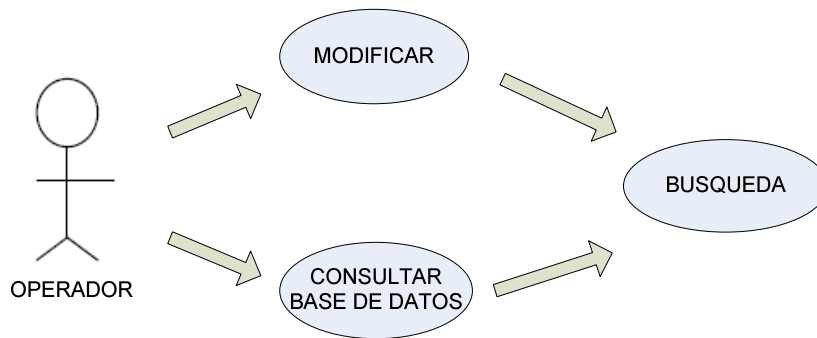 MODIFICAR
BUSQUEDA
OPERADOR
CONSULTAR
BASE DE DATOS